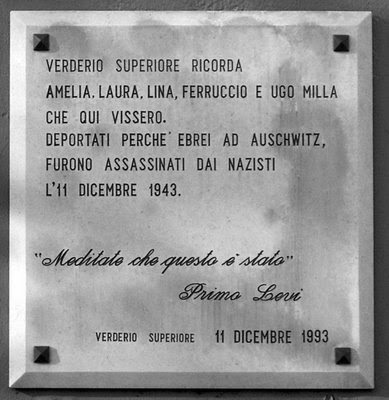 VERDERIO SUPERIORE RICORDA
AMELIA. LAURA, LINA, FERRUCCIO E UGO MILLA
CHE QUI VISSERO.
DEPORTATI PERCHE' EBREI AD AUSCHWITZ,
FURONO ASSASSINATI DAI NAZISTI
L'11 DICEMBRE 1943.
"Meditate che questo è stato"
Primo Levi
VERDERIO SUPERIORE 11 DICEMBRE 1993